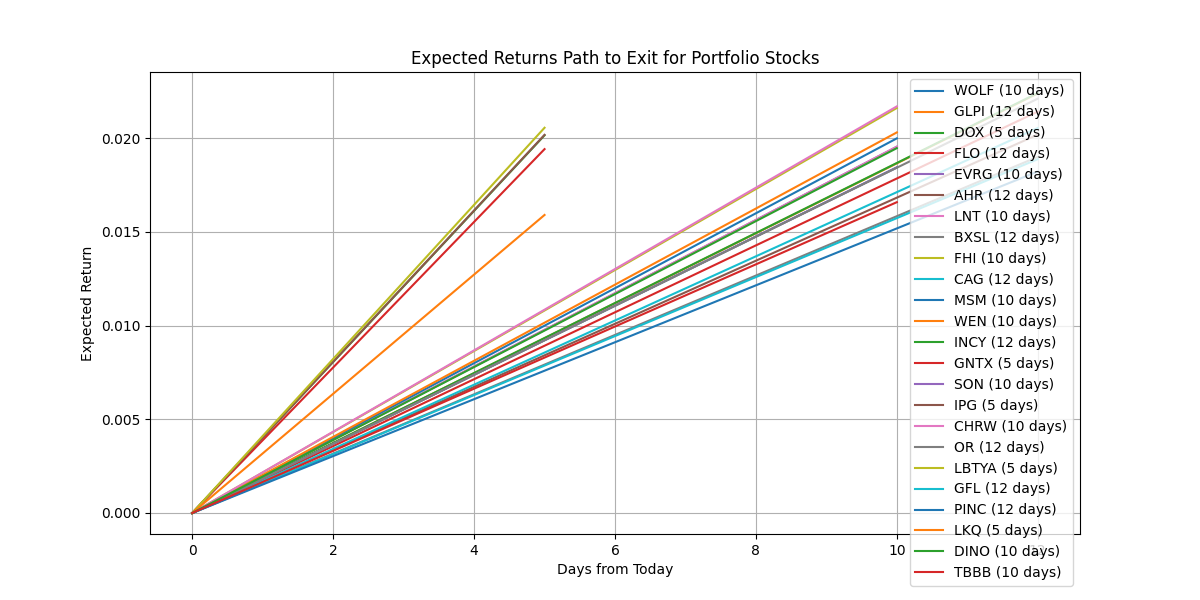 Expected Returns Path to Exit for Portfolio Stocks
Expected Return
0.020
0.015
0.010
0.005
0.000
0
2
4
6
8
10
Days from Today
WOLF (10 days)
GLPI (12 days)
DOX (5 days)
FLO (12 days)
EVRG (10 days)
AHR (12 days)
LNT (10 days)
BXSL (12 days)
FHI (10 days)
CAG (12 days)
MSM (10 days)
WEN (10 days)
INCY (12 days)
GNTX (5 days)
SON (10 days)
IPG (5 days)
CHRW (10 days)
OR (12 days)
LBTYA (5 days)
GFL (12 days)
PINC (12 days)
LKQ (5 days)
DINO (10 days)
TBBB (10 days)